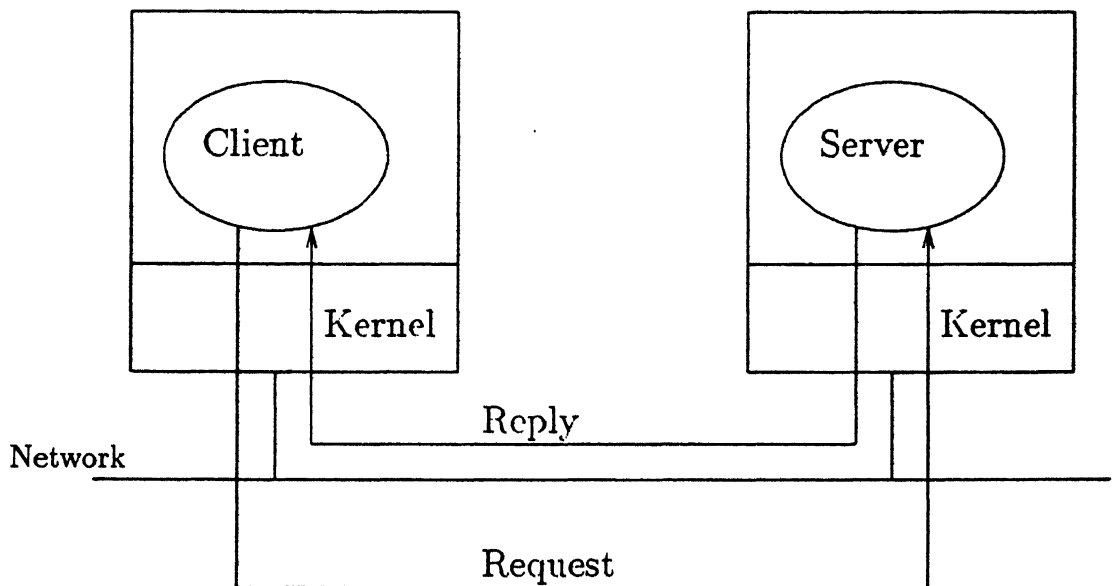 Client
Server
Kernel
Kernel
Reply
Network
Request